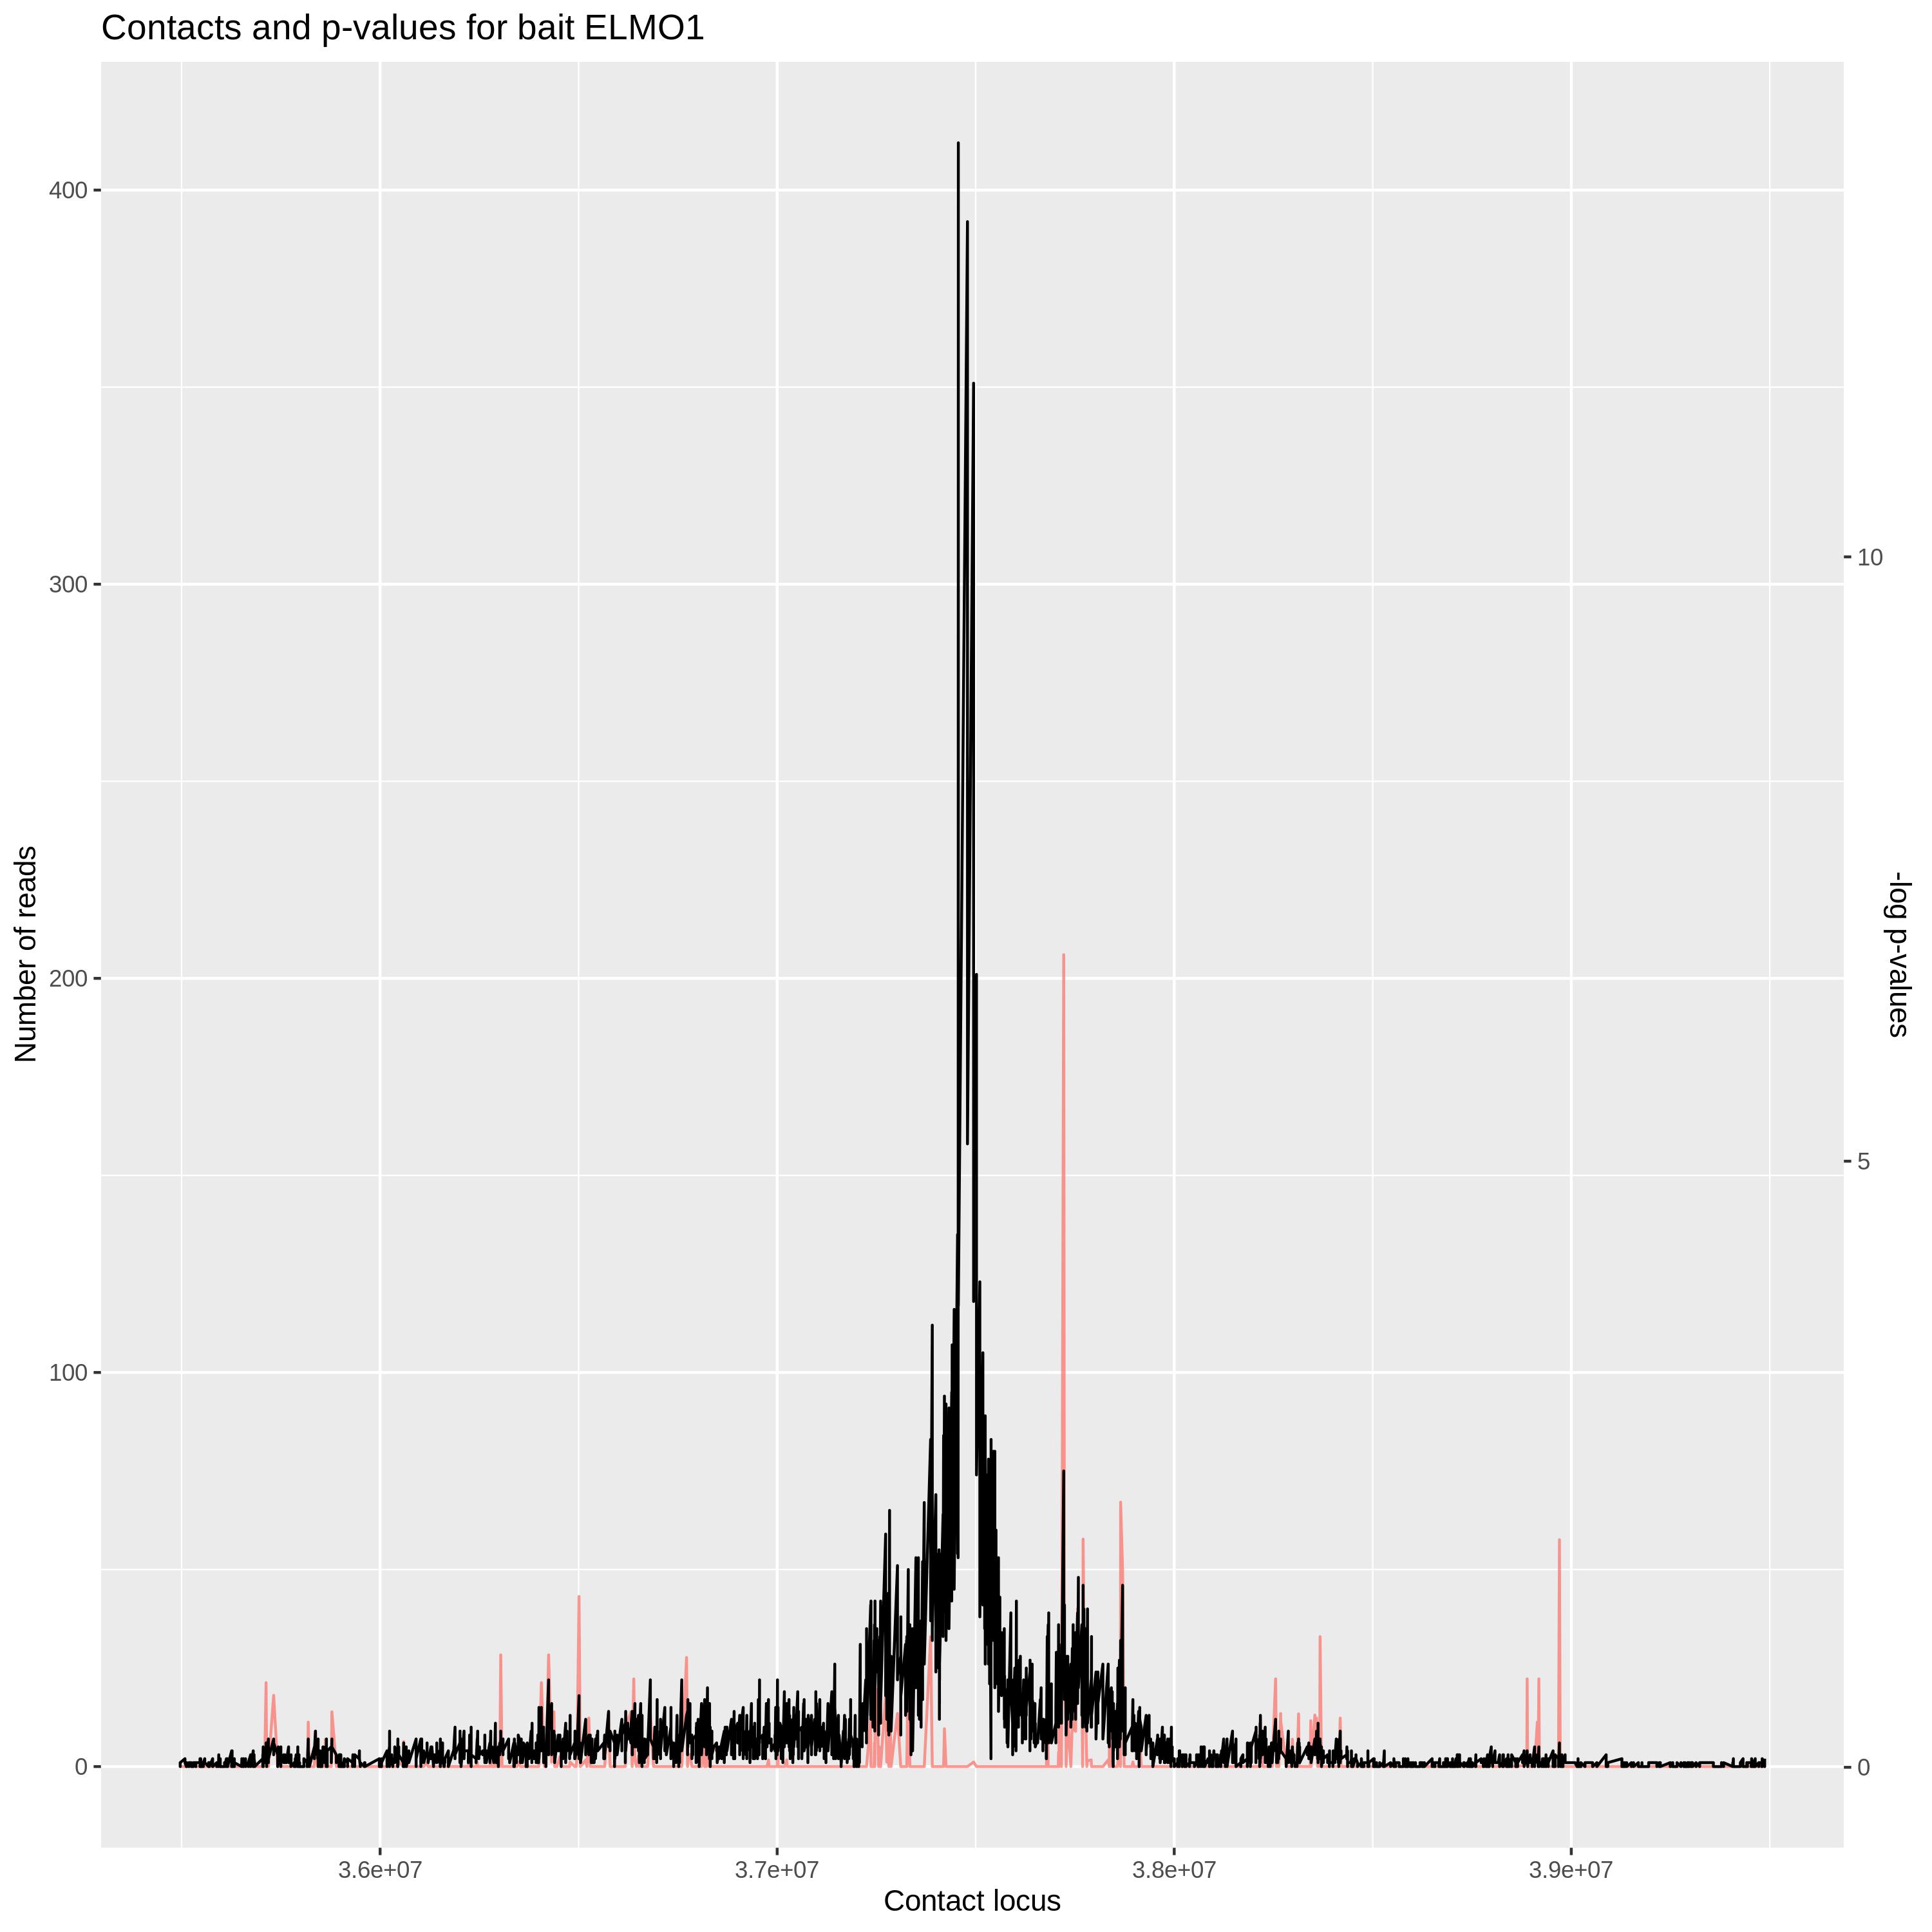 Contacts and p-values for bait ELMO1
400
300
200
100
0
Number of reads
10
5
0
-log p-values
3.6e+07
3.7e+07
3.8e+07
3.9e+07
Contact locus